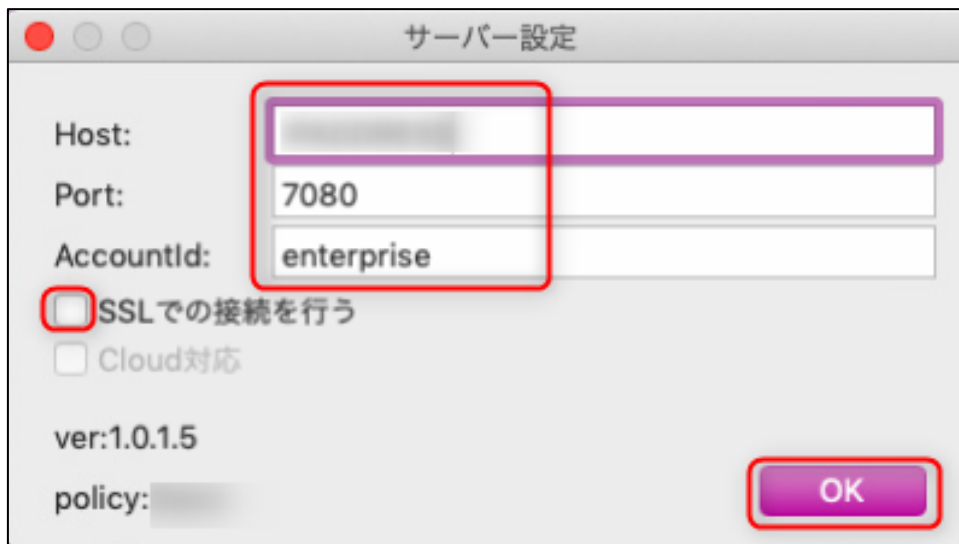 サーバー設定
Host:
Port: 7080
AccountId: enterprise
SSLでの接続を行う
Cloud対応
ver:1.0.1.5
policy:
OK